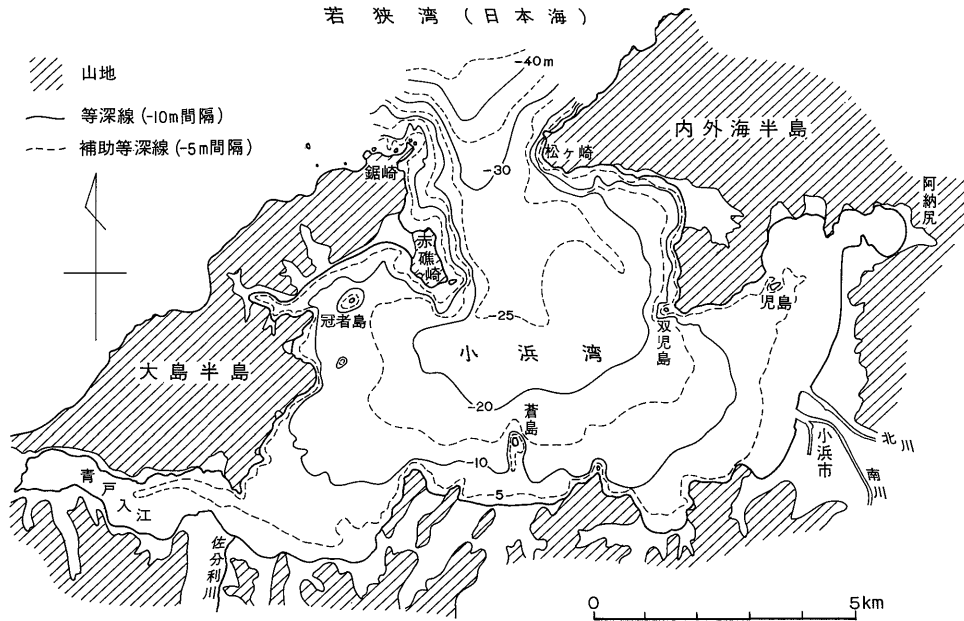 若狭湾(日本海)
山地
等深線(-10m間隔)
補助等深線(-5m間隔)
-40m
-30
内外海半島
松ヶ崎
鋸崎
阿納尻
赤礁崎
冠者島
児島
双児島
-25
小浜湾
大島半島
-20
蒼島
-10
-5
北川
小浜市
南川
青戸入江
佐分利川
0
5km